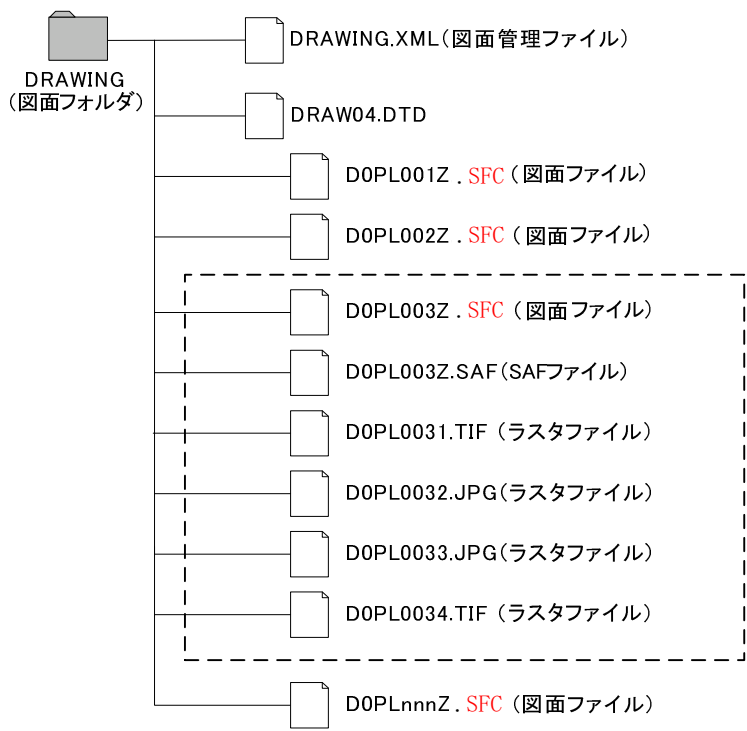 DRAWING.XML(図面管理ファイル)
DRAWING
(図面フォルダ)
DRAW04.DTD
D0PL001Z . SFC (図面ファイル)
D0PL002Z . SFC (図面ファイル)
D0PL003Z . SFC (図面ファイル)
D0PL003Z.SAF(SAFファイル)
D0PL0031.TIF (ラスタファイル)
D0PL0032.JPG(ラスタファイル)
D0PL0033.JPG(ラスタファイル)
D0PL0034.TIF (ラスタファイル)
D0PLnnnZ . SFC (図面ファイル)